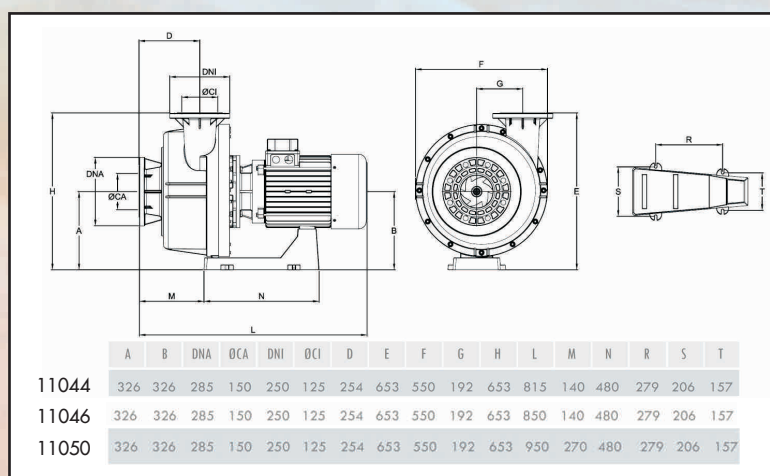 D
DNI
ØCI
F
G
R
H
DNA
ØCA
A
B
E
S
T
M
N
L
A B DNA ØCA DNI ØCI D E F G H L M N R S T
11044 326 326 285 150 250 125 254 653 550 192 653 815 140 480 279 206 157
11046 326 326 285 150 250 125 254 653 550 192 653 850 140 480 279 206 157
11050 326 326 285 150 250 125 254 653 550 192 653 950 270 480 279 206 157